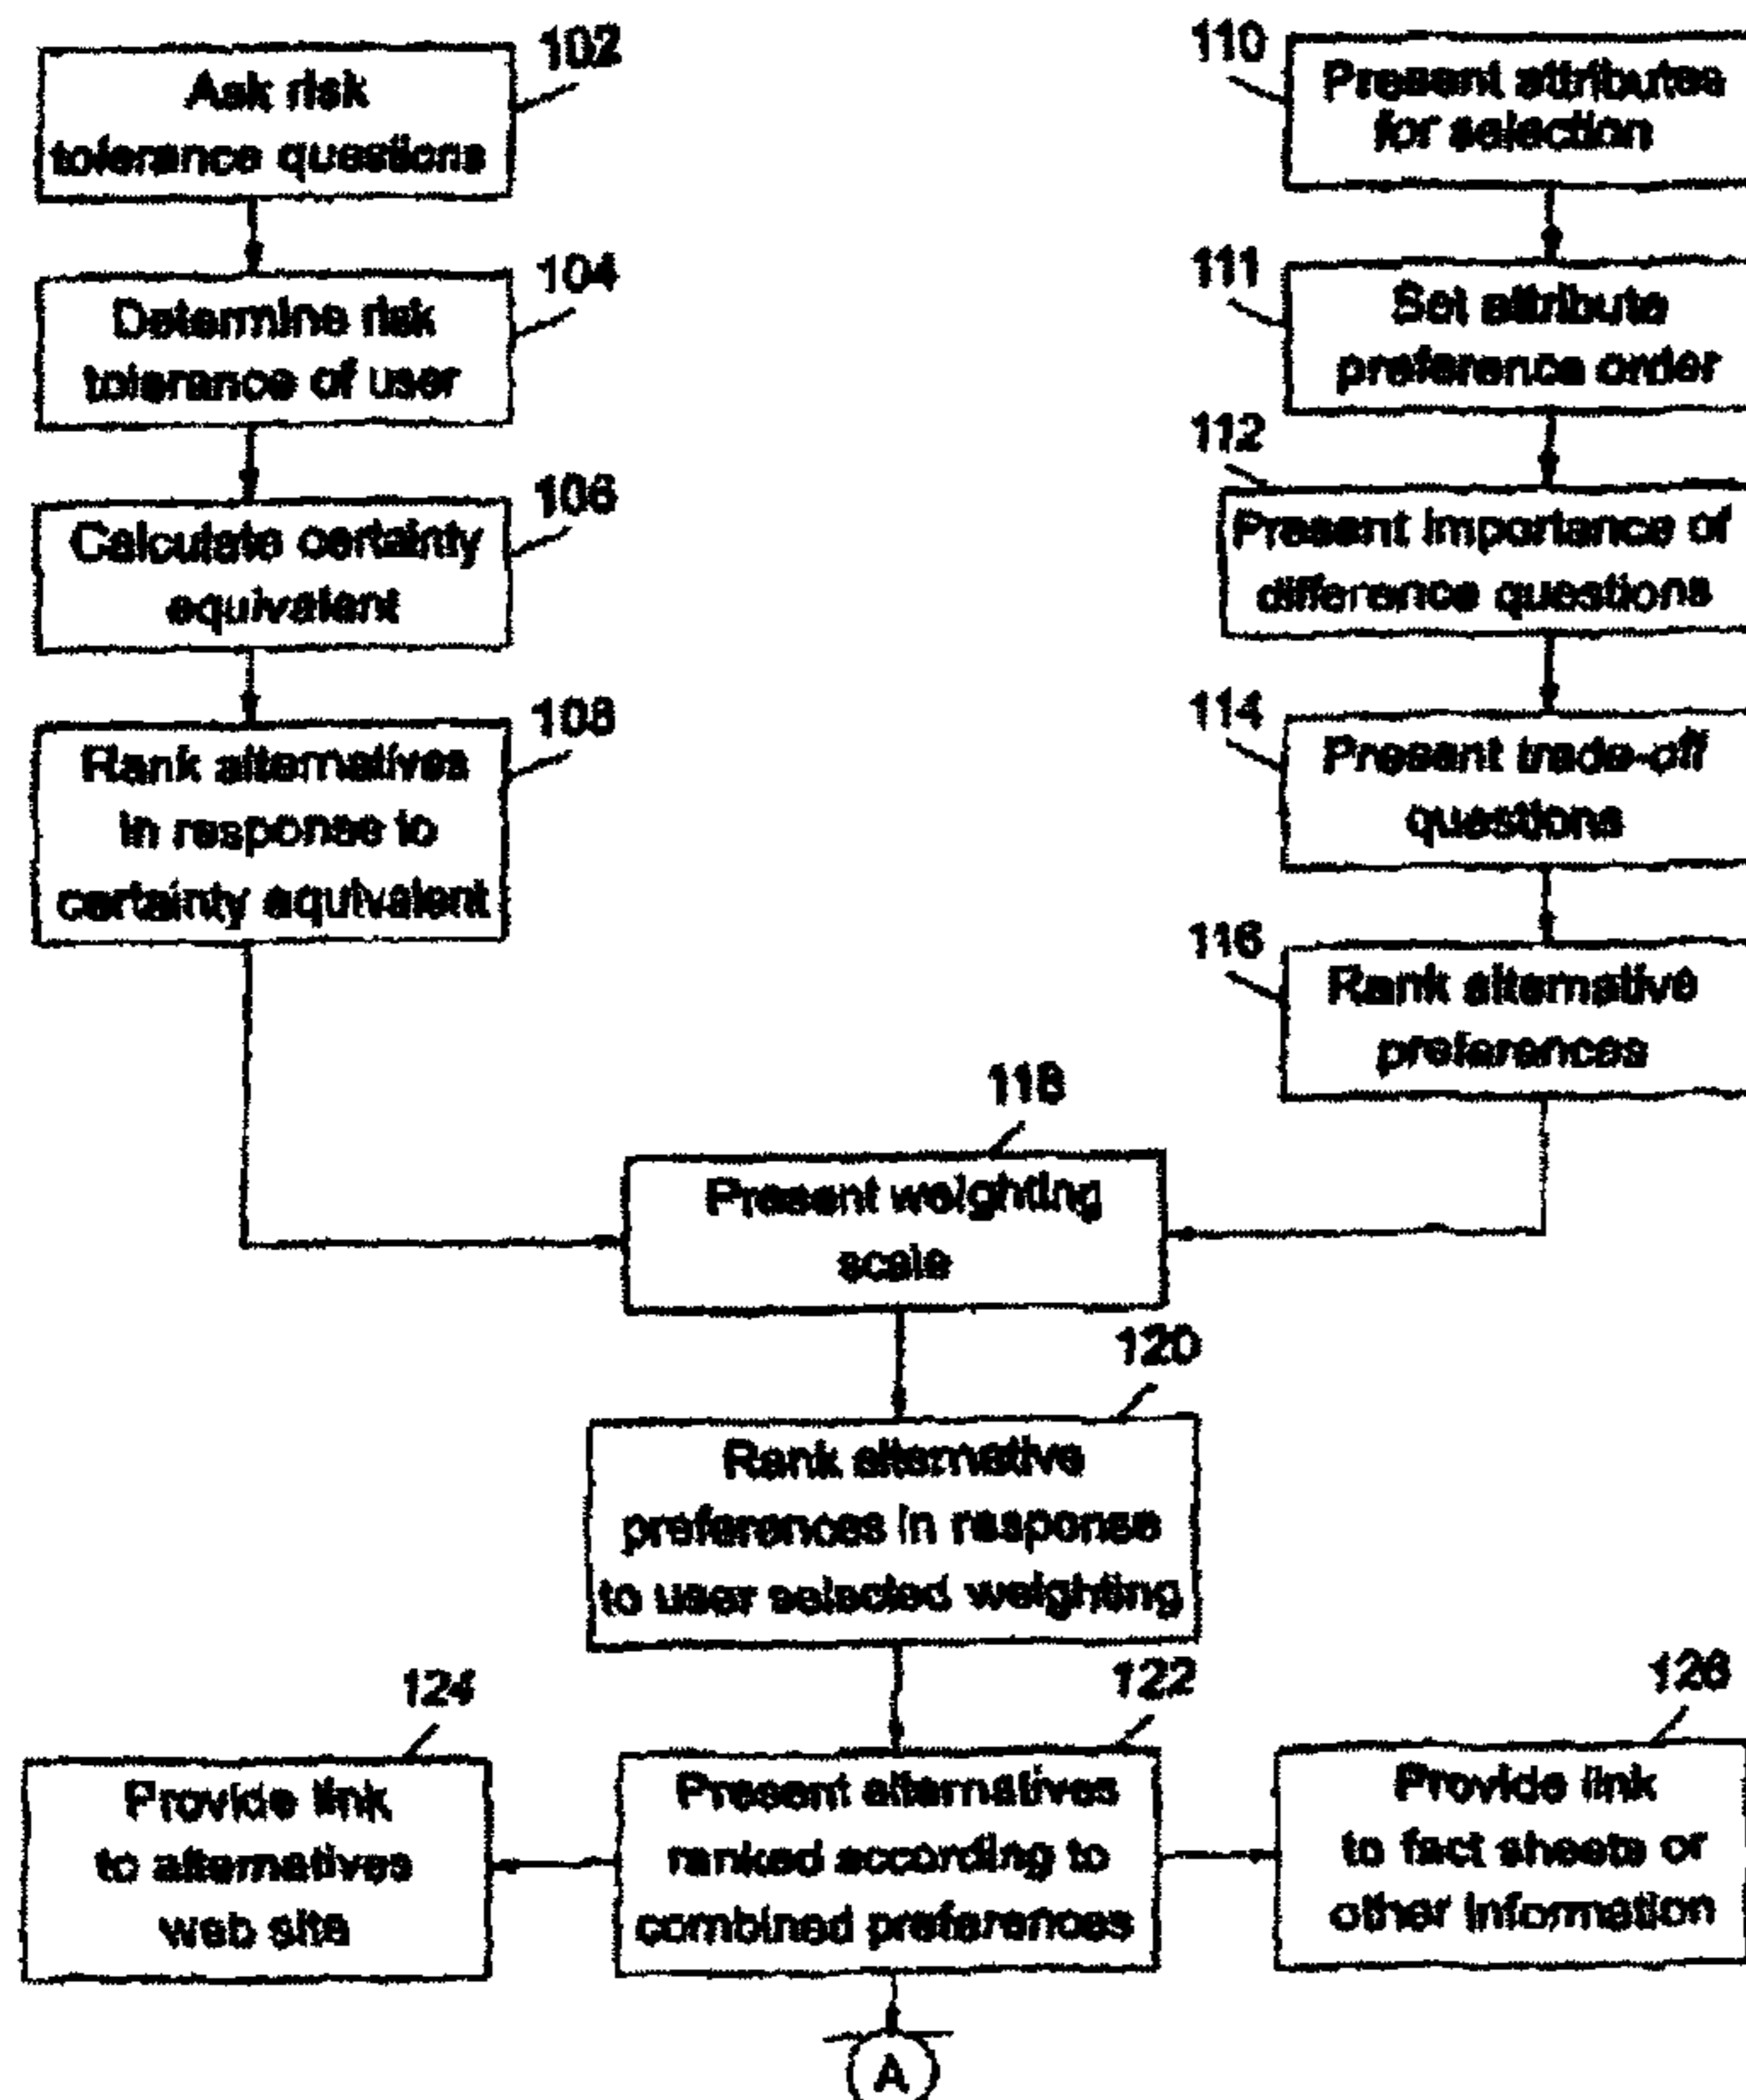 102
Ask risk
tolerance questions
104
Determine risk
tolerance of user
106
Calculate certainty
equivalent
108
Rank alternatives
in response to
certainty equivalent
110
Present attributes
for selection
111
Set attribute
preference order
112
Present importance of
difference questions
114
Present trade-off
questions
116
Rank alternative
preferences
118
Present weighting
scale
120
Rank alternative
preferences in response
to user selected weighting
124
Provide link
to alternatives
web site
122
Present alternatives
ranked according to
combined preferences
126
Provide link
to fact sheets or
other information
A